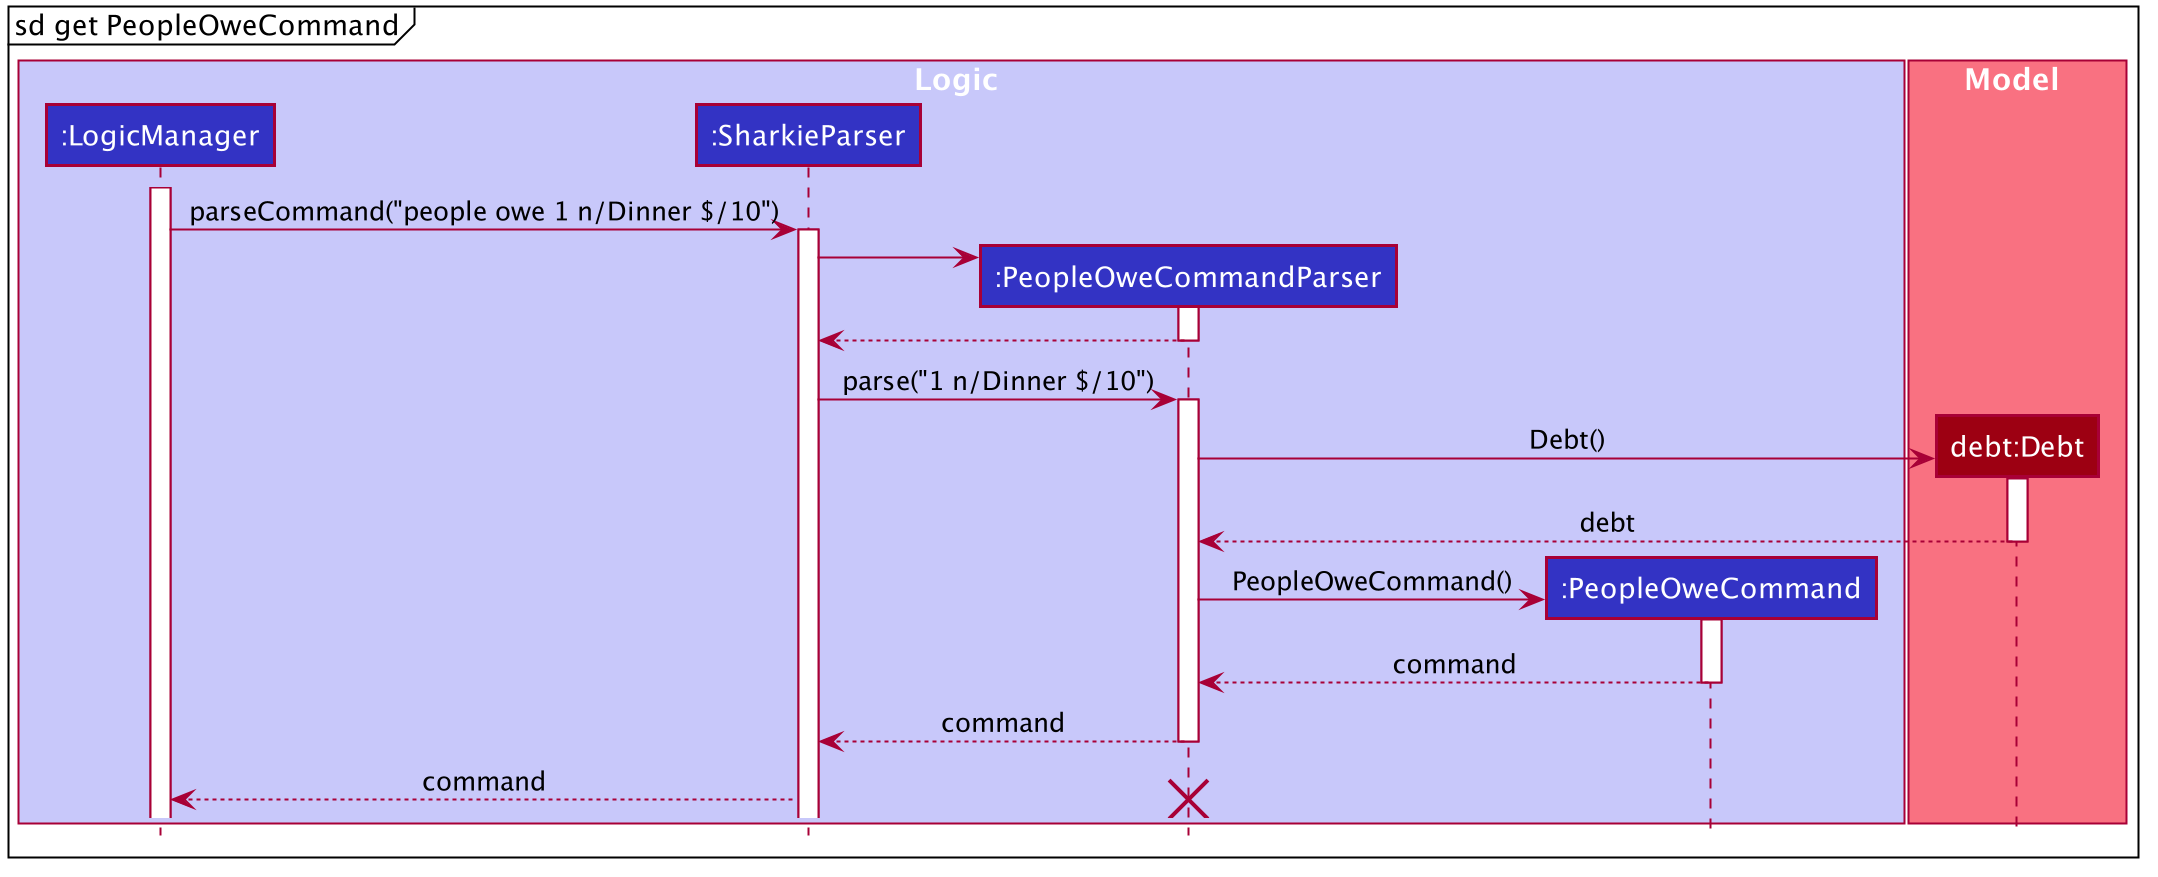 sd get PeopleOweCommand
Logic
Model
:LogicManager
:SharkieParser
parseCommand("people owe 1 n/Dinner $/10")
:PeopleOweCommandParser
parse("1 n/Dinner $/10")
Debt()
debt:Debt
debt
PeopleOweCommand()
:PeopleOweCommand
command
command
command